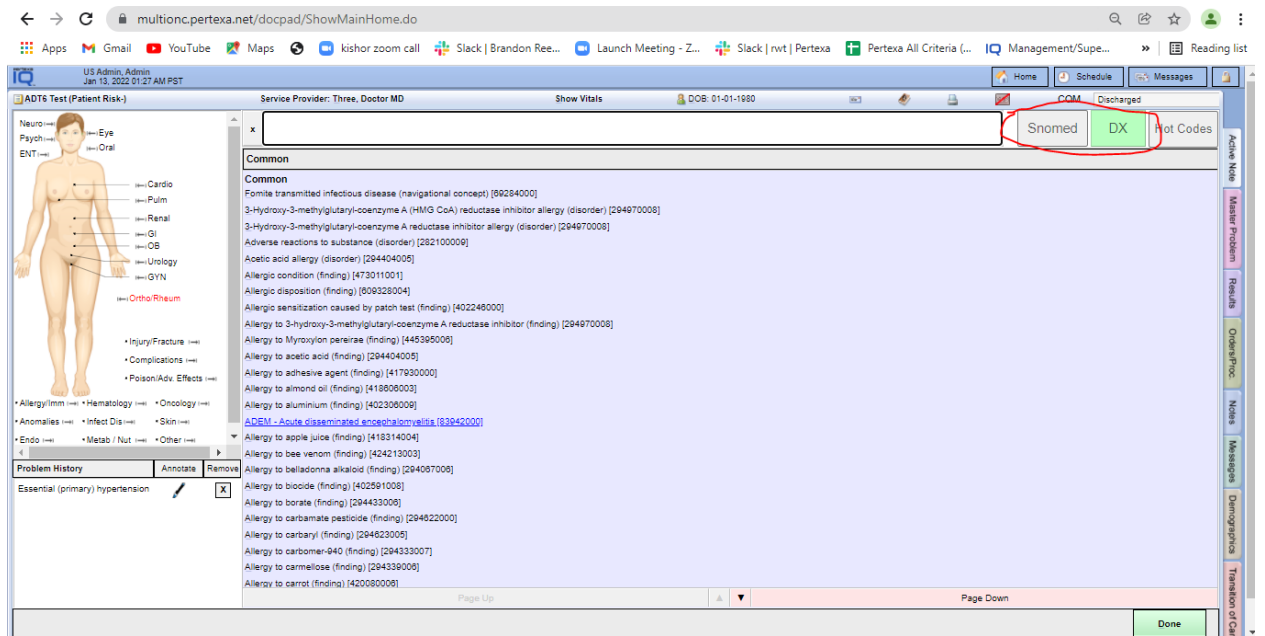 multionc.pertexa.net/docpad/ShowMainHome.do
Apps Gmail YouTube Maps kishor zoom call Slack | Brandon Ree... Launch Meeting - Z... Slack | rwt | Pertexa Pertexa All Criteria (... Management/Supe... » Reading list
IQ US Admin, Admin
Jan 13, 2022 01:27 AM PST
Home Schedule Messages
ADT6 Test (Patient Risk-) Service Provider: Three, Doctor MD Show Vitals DOB: 01-01-1980 COM Discharged
Neuro
Psych
ENT
Eye
Oral
Cardio
Pulm
Renal
GI
OB
Urology
GYN
Ortho/Rheum
• Injury/Fracture
• Complications
• Poison/Adv. Effects
• Allergy/Imm • Hematology • Oncology
• Anomalies • Infect Dis • Skin
• Endo • Metab / Nut • Other
Problem History Annotate Remove
Essential (primary) hypertension X
x Snomed DX Hot Codes
Common
Common
Fomite transmitted infectious disease (navigational concept) [69284000]
3-Hydroxy-3-methylglutaryl-coenzyme A (HMG CoA) reductase inhibitor allergy (disorder) [294970008]
3-Hydroxy-3-methylglutaryl-coenzyme A reductase inhibitor allergy (disorder) [294970008]
Adverse reactions to substance (disorder) [282100009]
Acetic acid allergy (disorder) [294404005]
Allergic condition (finding) [473011001]
Allergic disposition (finding) [609328004]
Allergic sensitization caused by patch test (finding) [402246000]
Allergy to 3-hydroxy-3-methylglutaryl-coenzyme A reductase inhibitor (finding) [294970008]
Allergy to Myroxylon pereirae (finding) [445395006]
Allergy to acetic acid (finding) [294404005]
Allergy to adhesive agent (finding) [417930000]
Allergy to almond oil (finding) [418606003]
Allergy to aluminium (finding) [402306009]
ADEM - Acute disseminated encephalomyelitis [83942000]
Allergy to apple juice (finding) [418314004]
Allergy to bee venom (finding) [424213003]
Allergy to belladonna alkaloid (finding) [294067006]
Allergy to biocide (finding) [402591008]
Allergy to borate (finding) [294433006]
Allergy to carbamate pesticide (finding) [294622000]
Allergy to carbaryl (finding) [294623005]
Allergy to carbomer-940 (finding) [294333007]
Allergy to carmellose (finding) [294339006]
Allergy to carrot (finding) [420080006]
Page Up Page Down
Done
Active Note
Master Problem
Results
Orders/Proc.
Notes
Messages
Demographics
Transition of Car